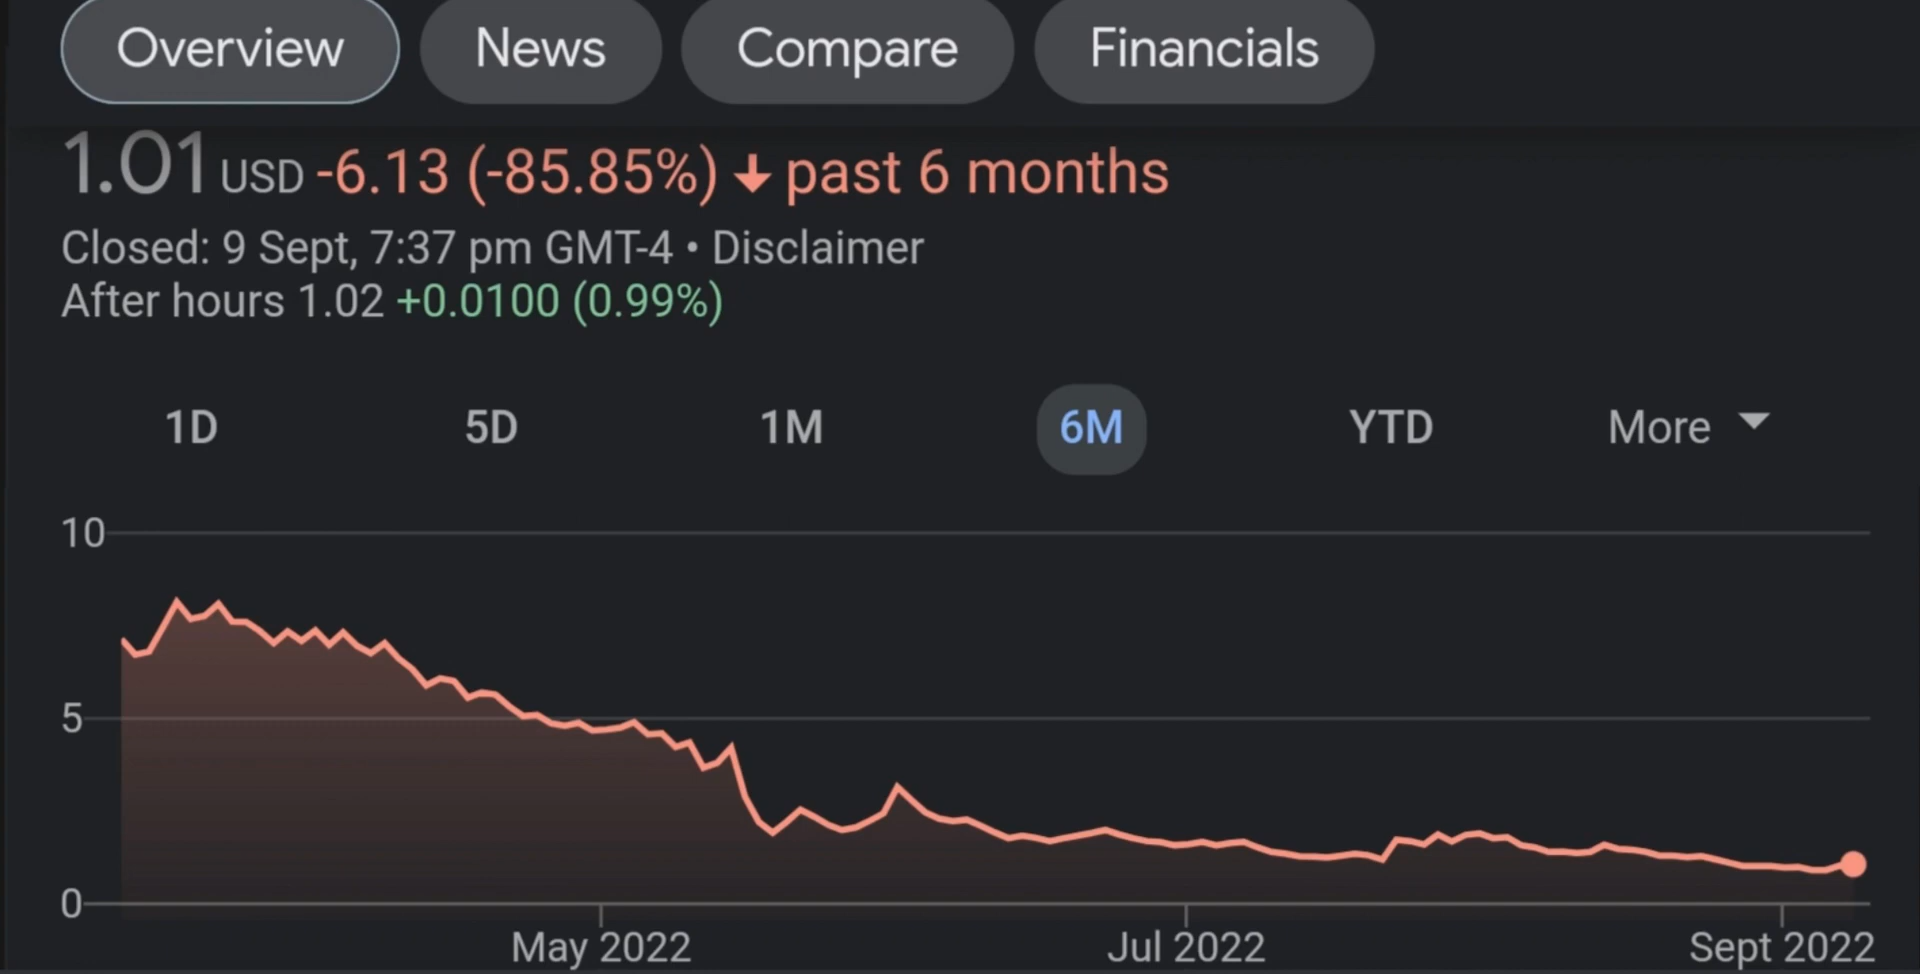 Overview News Compare Financials
1.01 USD -6.13 (-85.85%) ↓ past 6 months
Closed: 9 Sept, 7:37 pm GMT-4 • Disclaimer
After hours 1.02 +0.0100 (0.99%)
1D 5D 1M 6M YTD More
10
5
0
May 2022 Jul 2022 Sept 2022